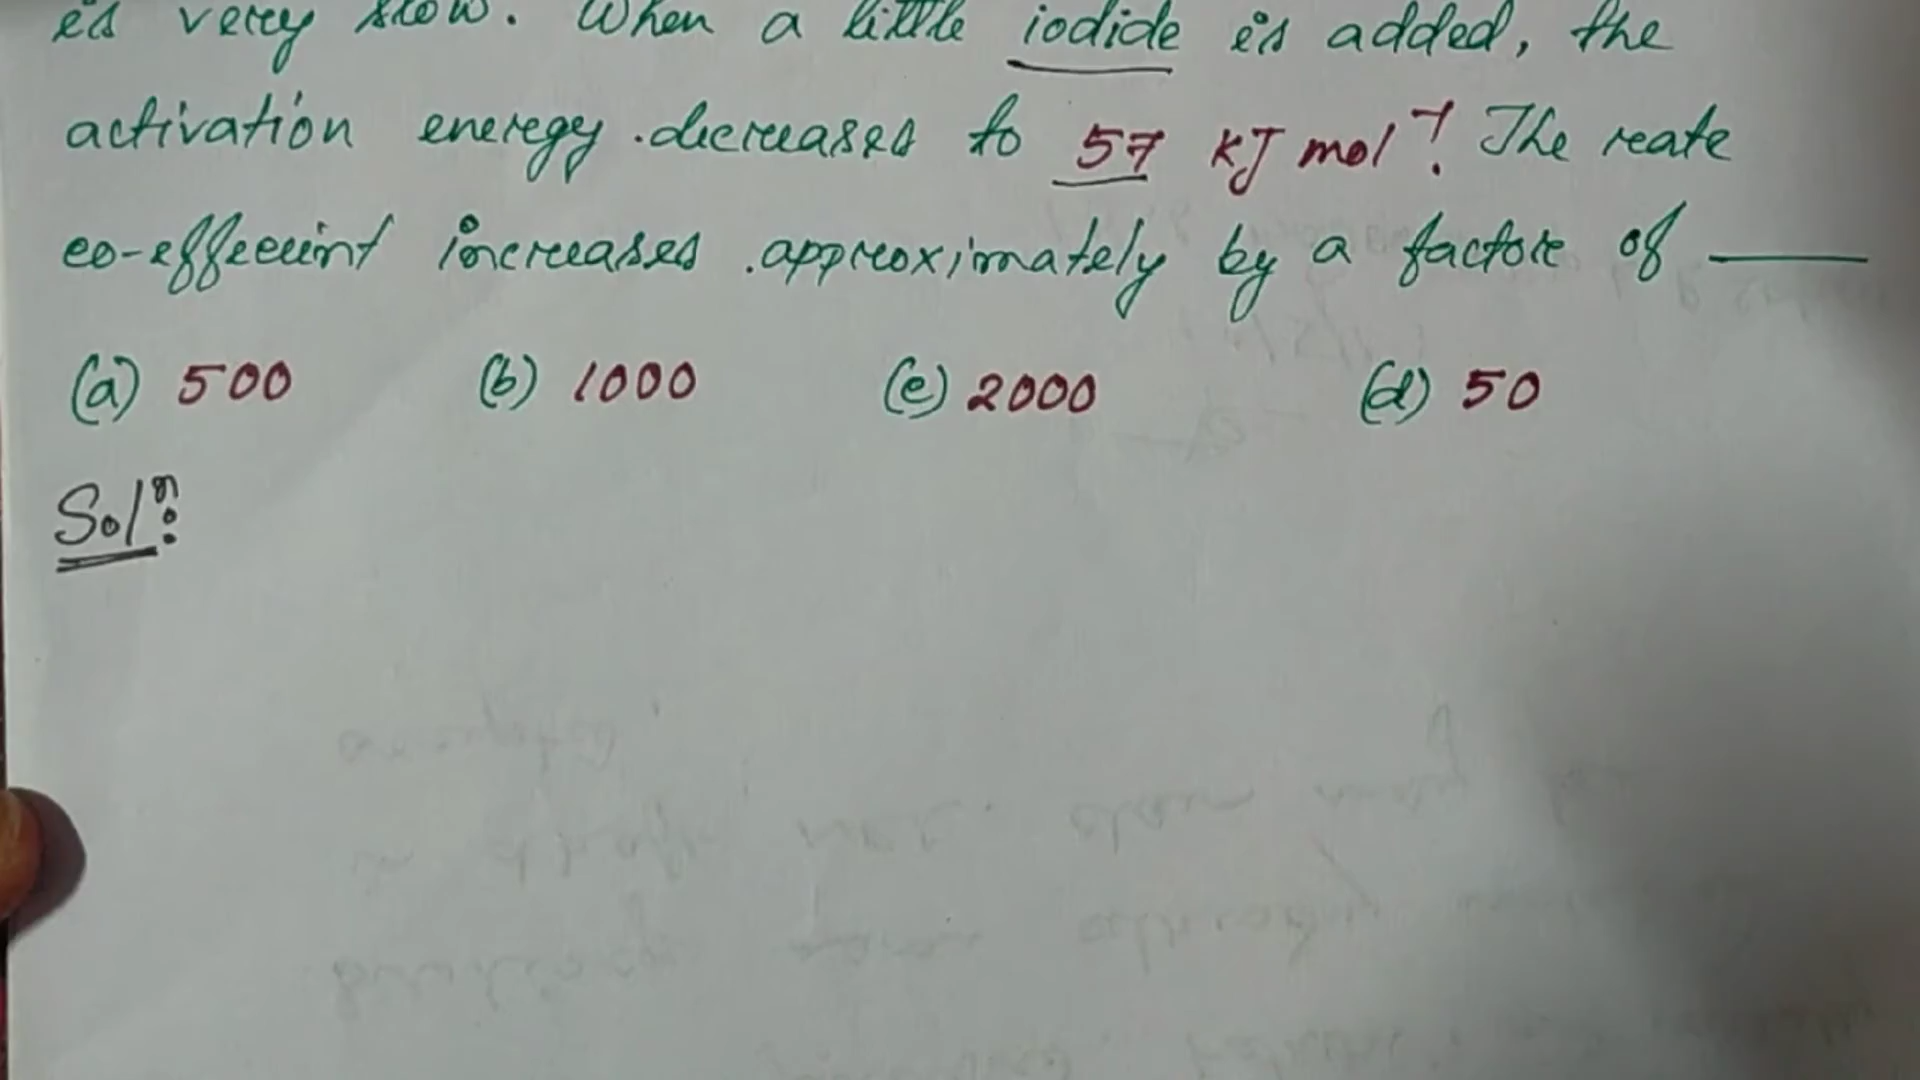 is very slow. When a little iodide is added, the
activation energy decreases to 57 KJ mol⁻¹. The rate
co-efficient increases approximately by a factor of ____
(a) 500 (b) 1000 (c) 2000 (d) 50
Solⁿ: